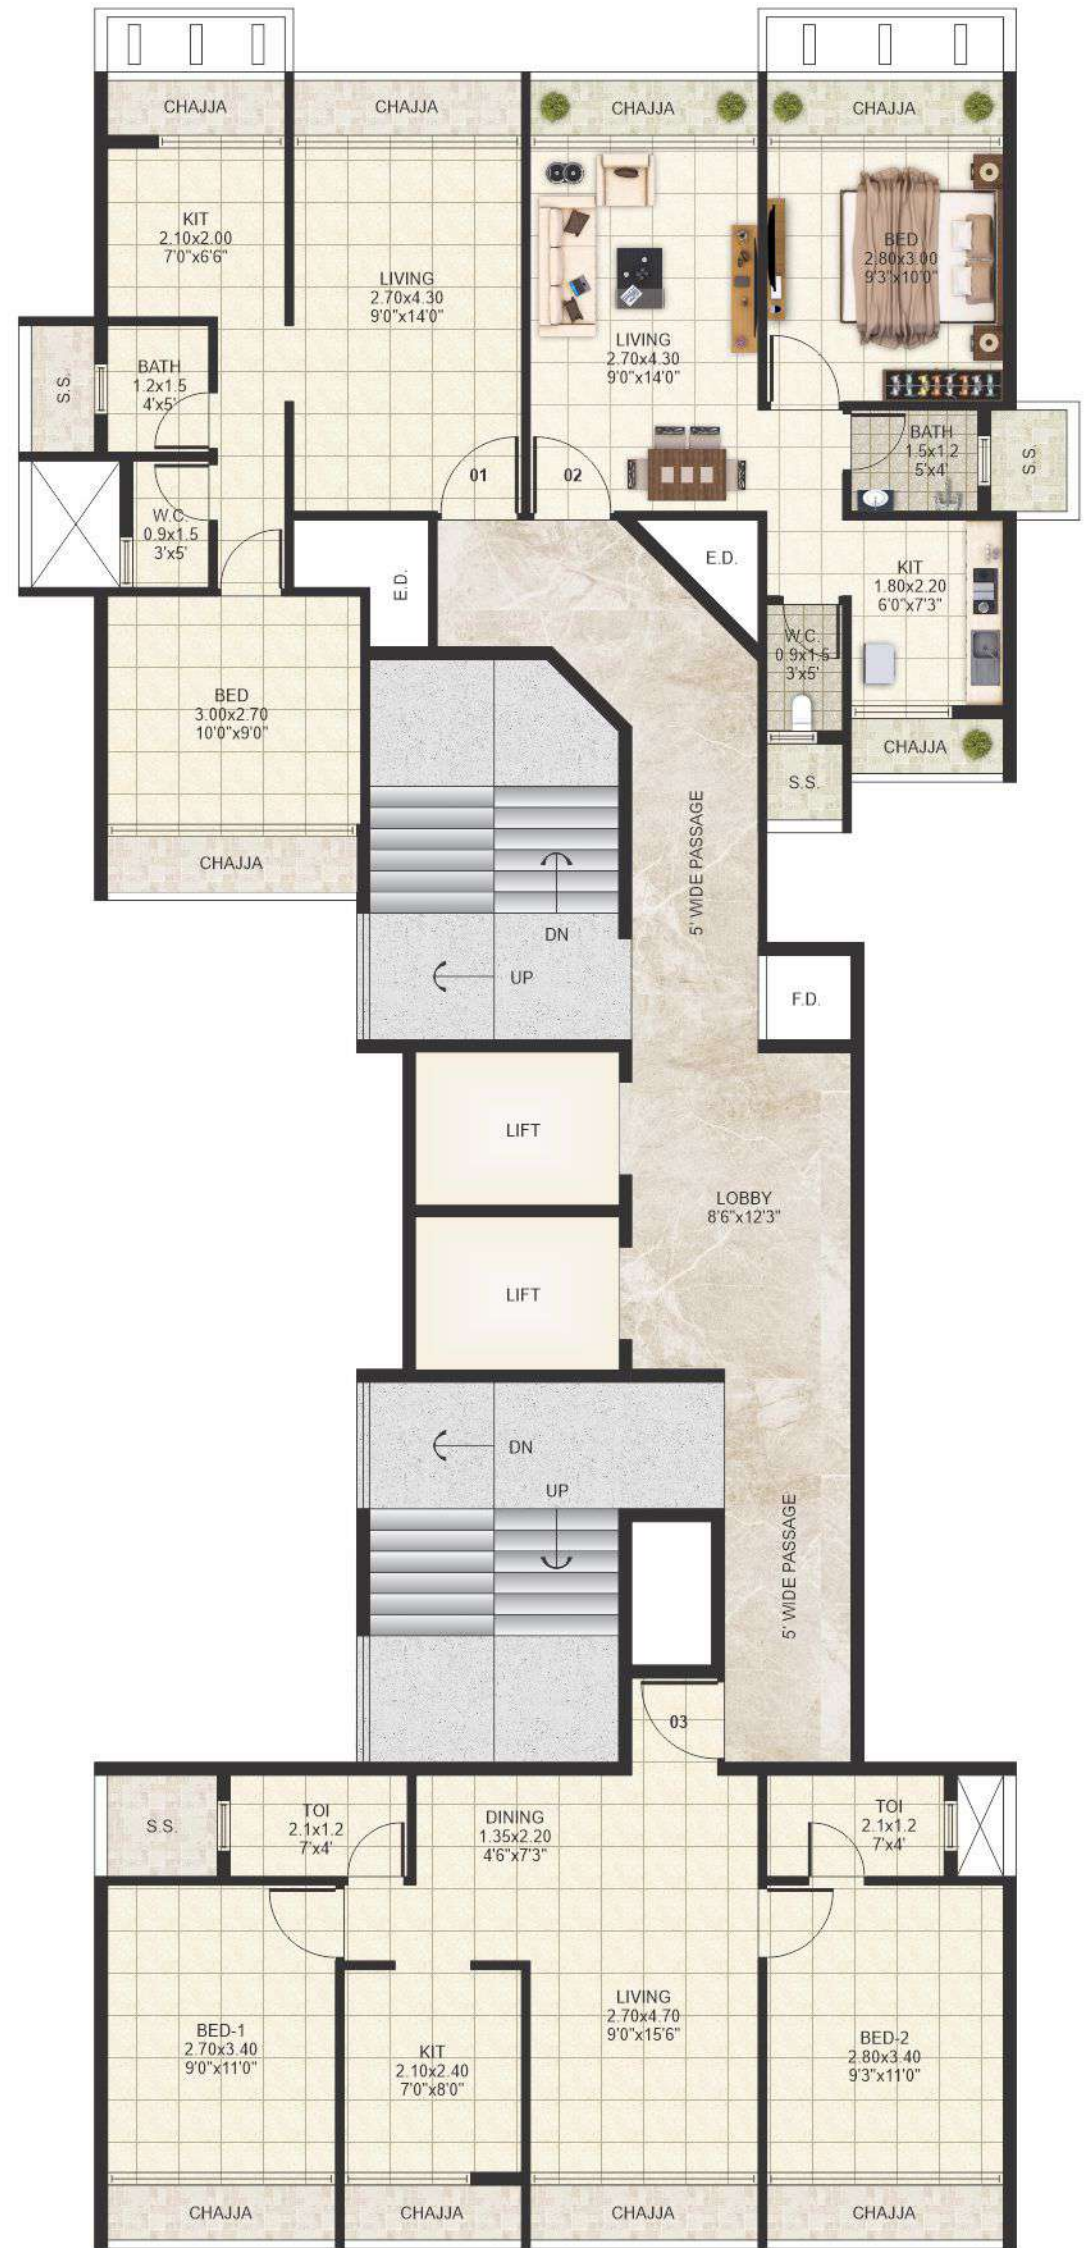 CHAJJA
CHAJJA
CHAJJA
CHAJJA
KIT
2.10x2.00
7'0"x6'6"
LIVING
2.70x4.30
9'0"x14'0"
LIVING
2.70x4.30
9'0"x14'0"
BED
2.80x3.00
9'3"x10'0"
S.S.
BATH
1.2x1.5
4'x5'
BATH
1.5x1.2
5'x4'
S.S.
01
02
W.C.
0.9x1.5
3'x5'
E.D.
E.D.
KIT
1.80x2.20
6'0"x7'3"
W.C.
0.9x1.5
3'x5'
BED
3.00x2.70
10'0"x9'0"
CHAJJA
S.S.
5' WIDE PASSAGE
CHAJJA
DN
UP
F.D.
LIFT
LOBBY
8'6"x12'3"
LIFT
DN
UP
5' WIDE PASSAGE
03
S.S.
TOI
2.1x1.2
7'x4'
DINING
1.35x2.20
4'6"x7'3"
TOI
2.1x1.2
7'x4'
BED-1
2.70x3.40
9'0"x11'0"
KIT
2.10x2.40
7'0"x8'0"
LIVING
2.70x4.70
9'0"x15'6"
BED-2
2.80x3.40
9'3"x11'0"
CHAJJA
CHAJJA
CHAJJA
CHAJJA